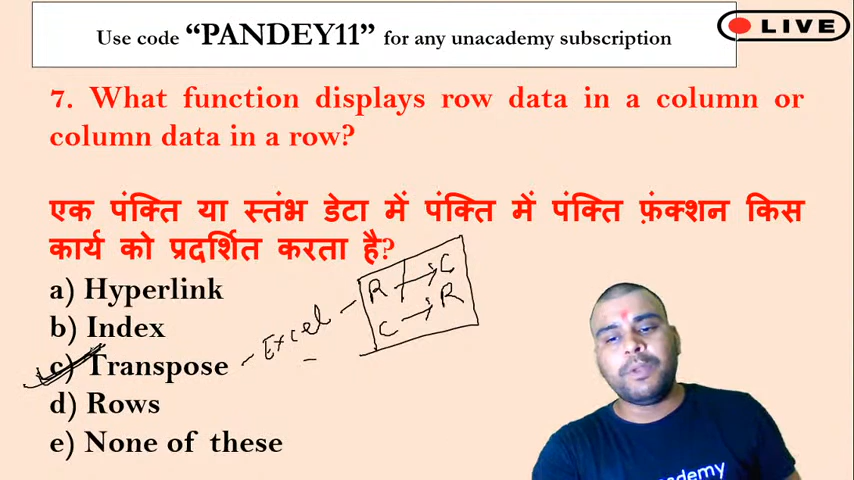 Use code “PANDEY11” for any unacademy subscription
LIVE
7. What function displays row data in a column or
column data in a row?
एक पंक्ति या स्तंभ डेटा में पंक्ति में पंक्ति फ़ंक्शन किस
कार्य को प्रदर्शित करता है?
a) Hyperlink
b) Index
c) Transpose
d) Rows
e) None of these
Excel
R → C
C → R